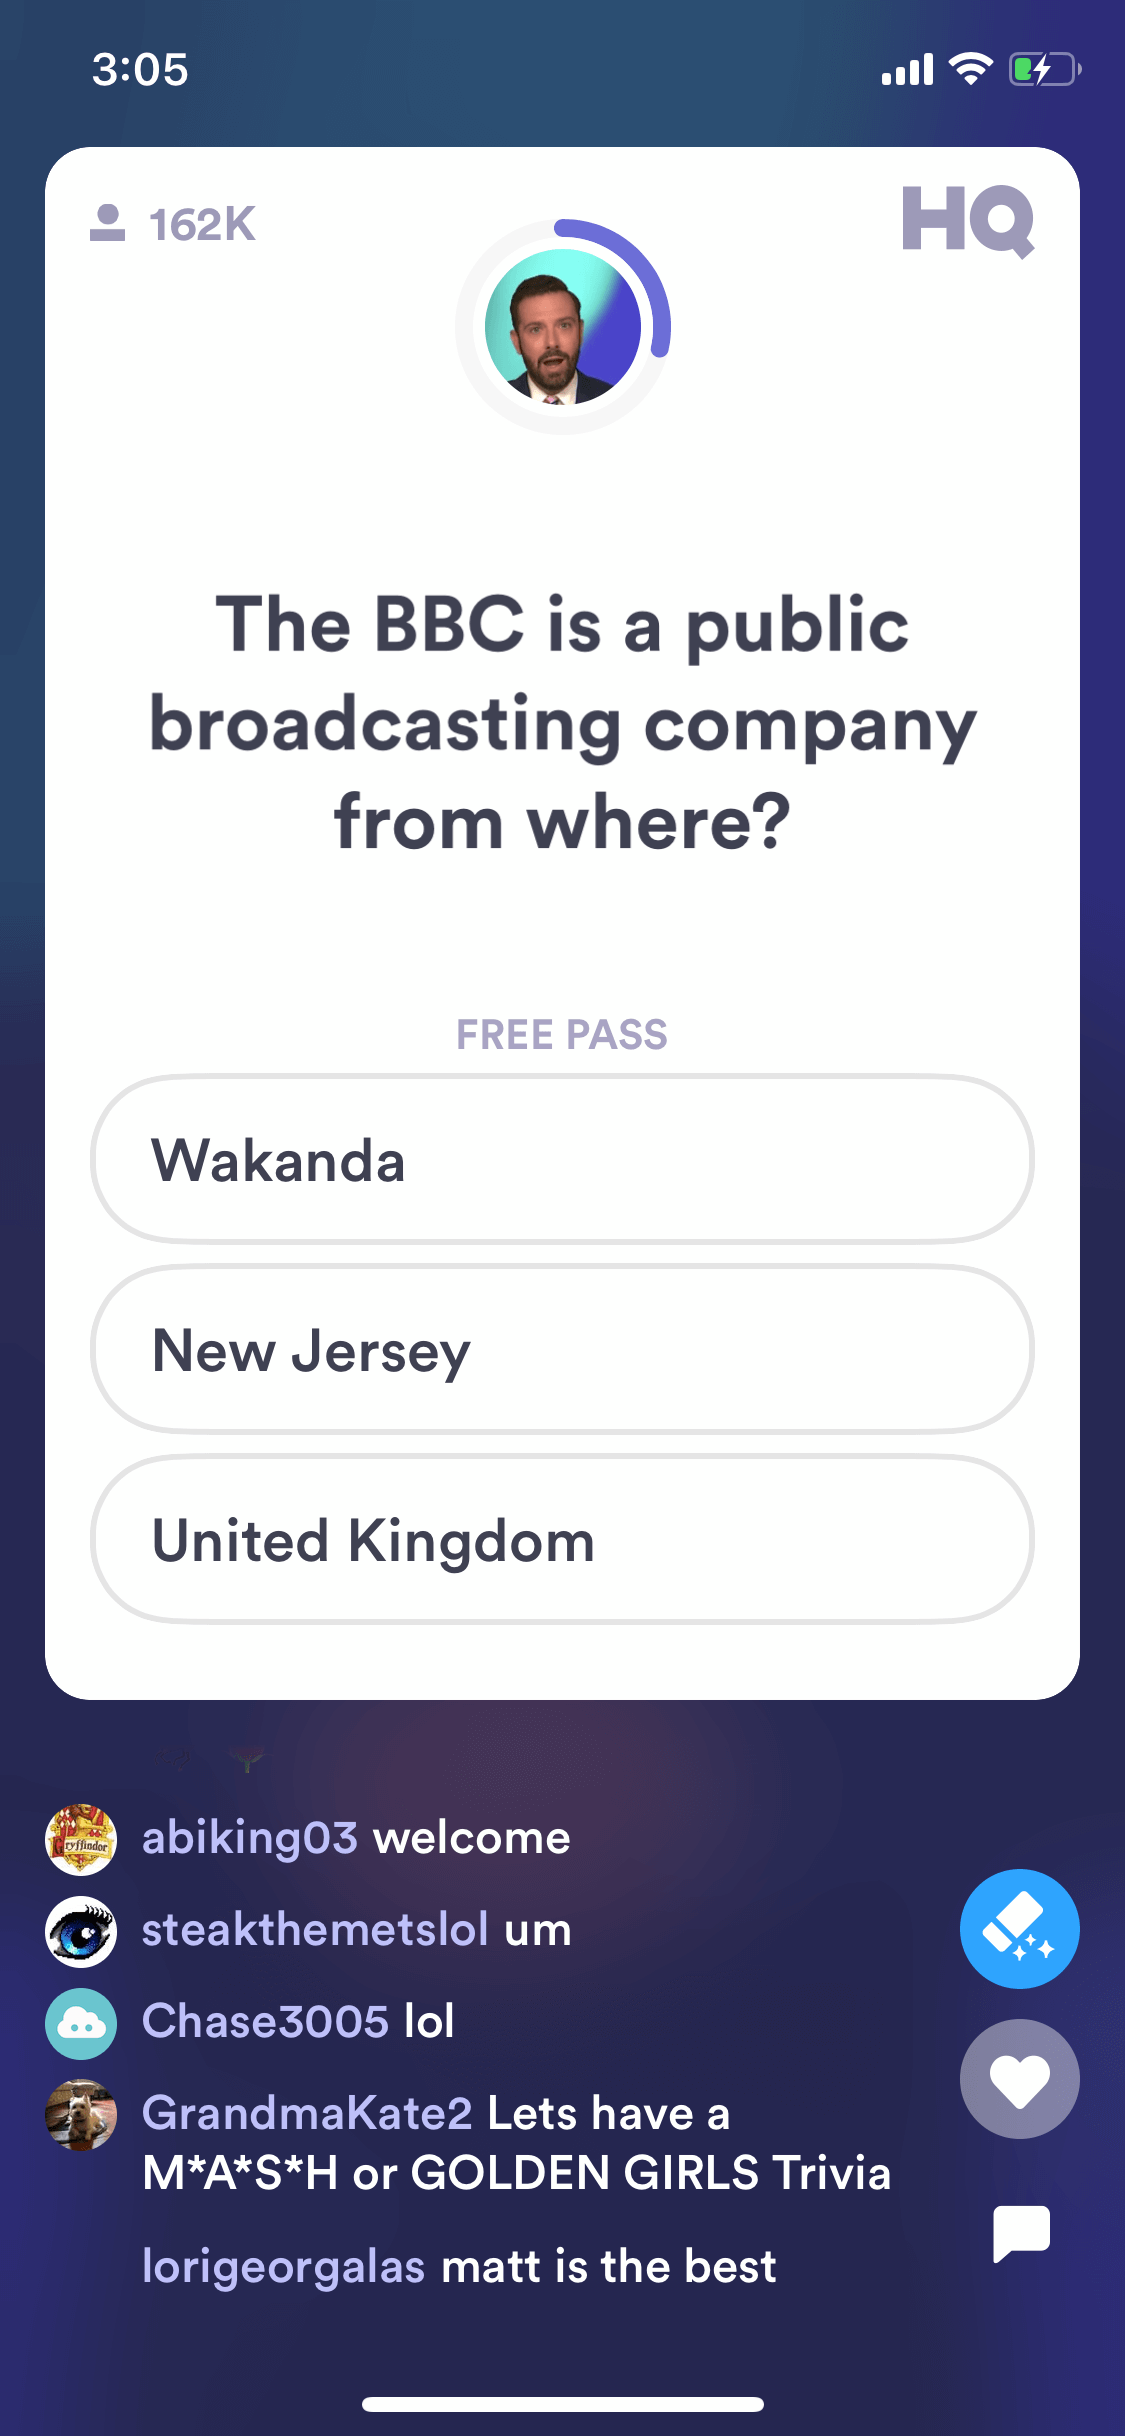 3:05
162K
HQ
The BBC is a public
broadcasting company
from where?
FREE PASS
Wakanda
New Jersey
United Kingdom
abiking03 welcome
Gryffindor
steakthemetslol um
Chase3005 lol
GrandmaKate2 Lets have a
M*A*S*H or GOLDEN GIRLS Trivia
lorigeorgalas matt is the best